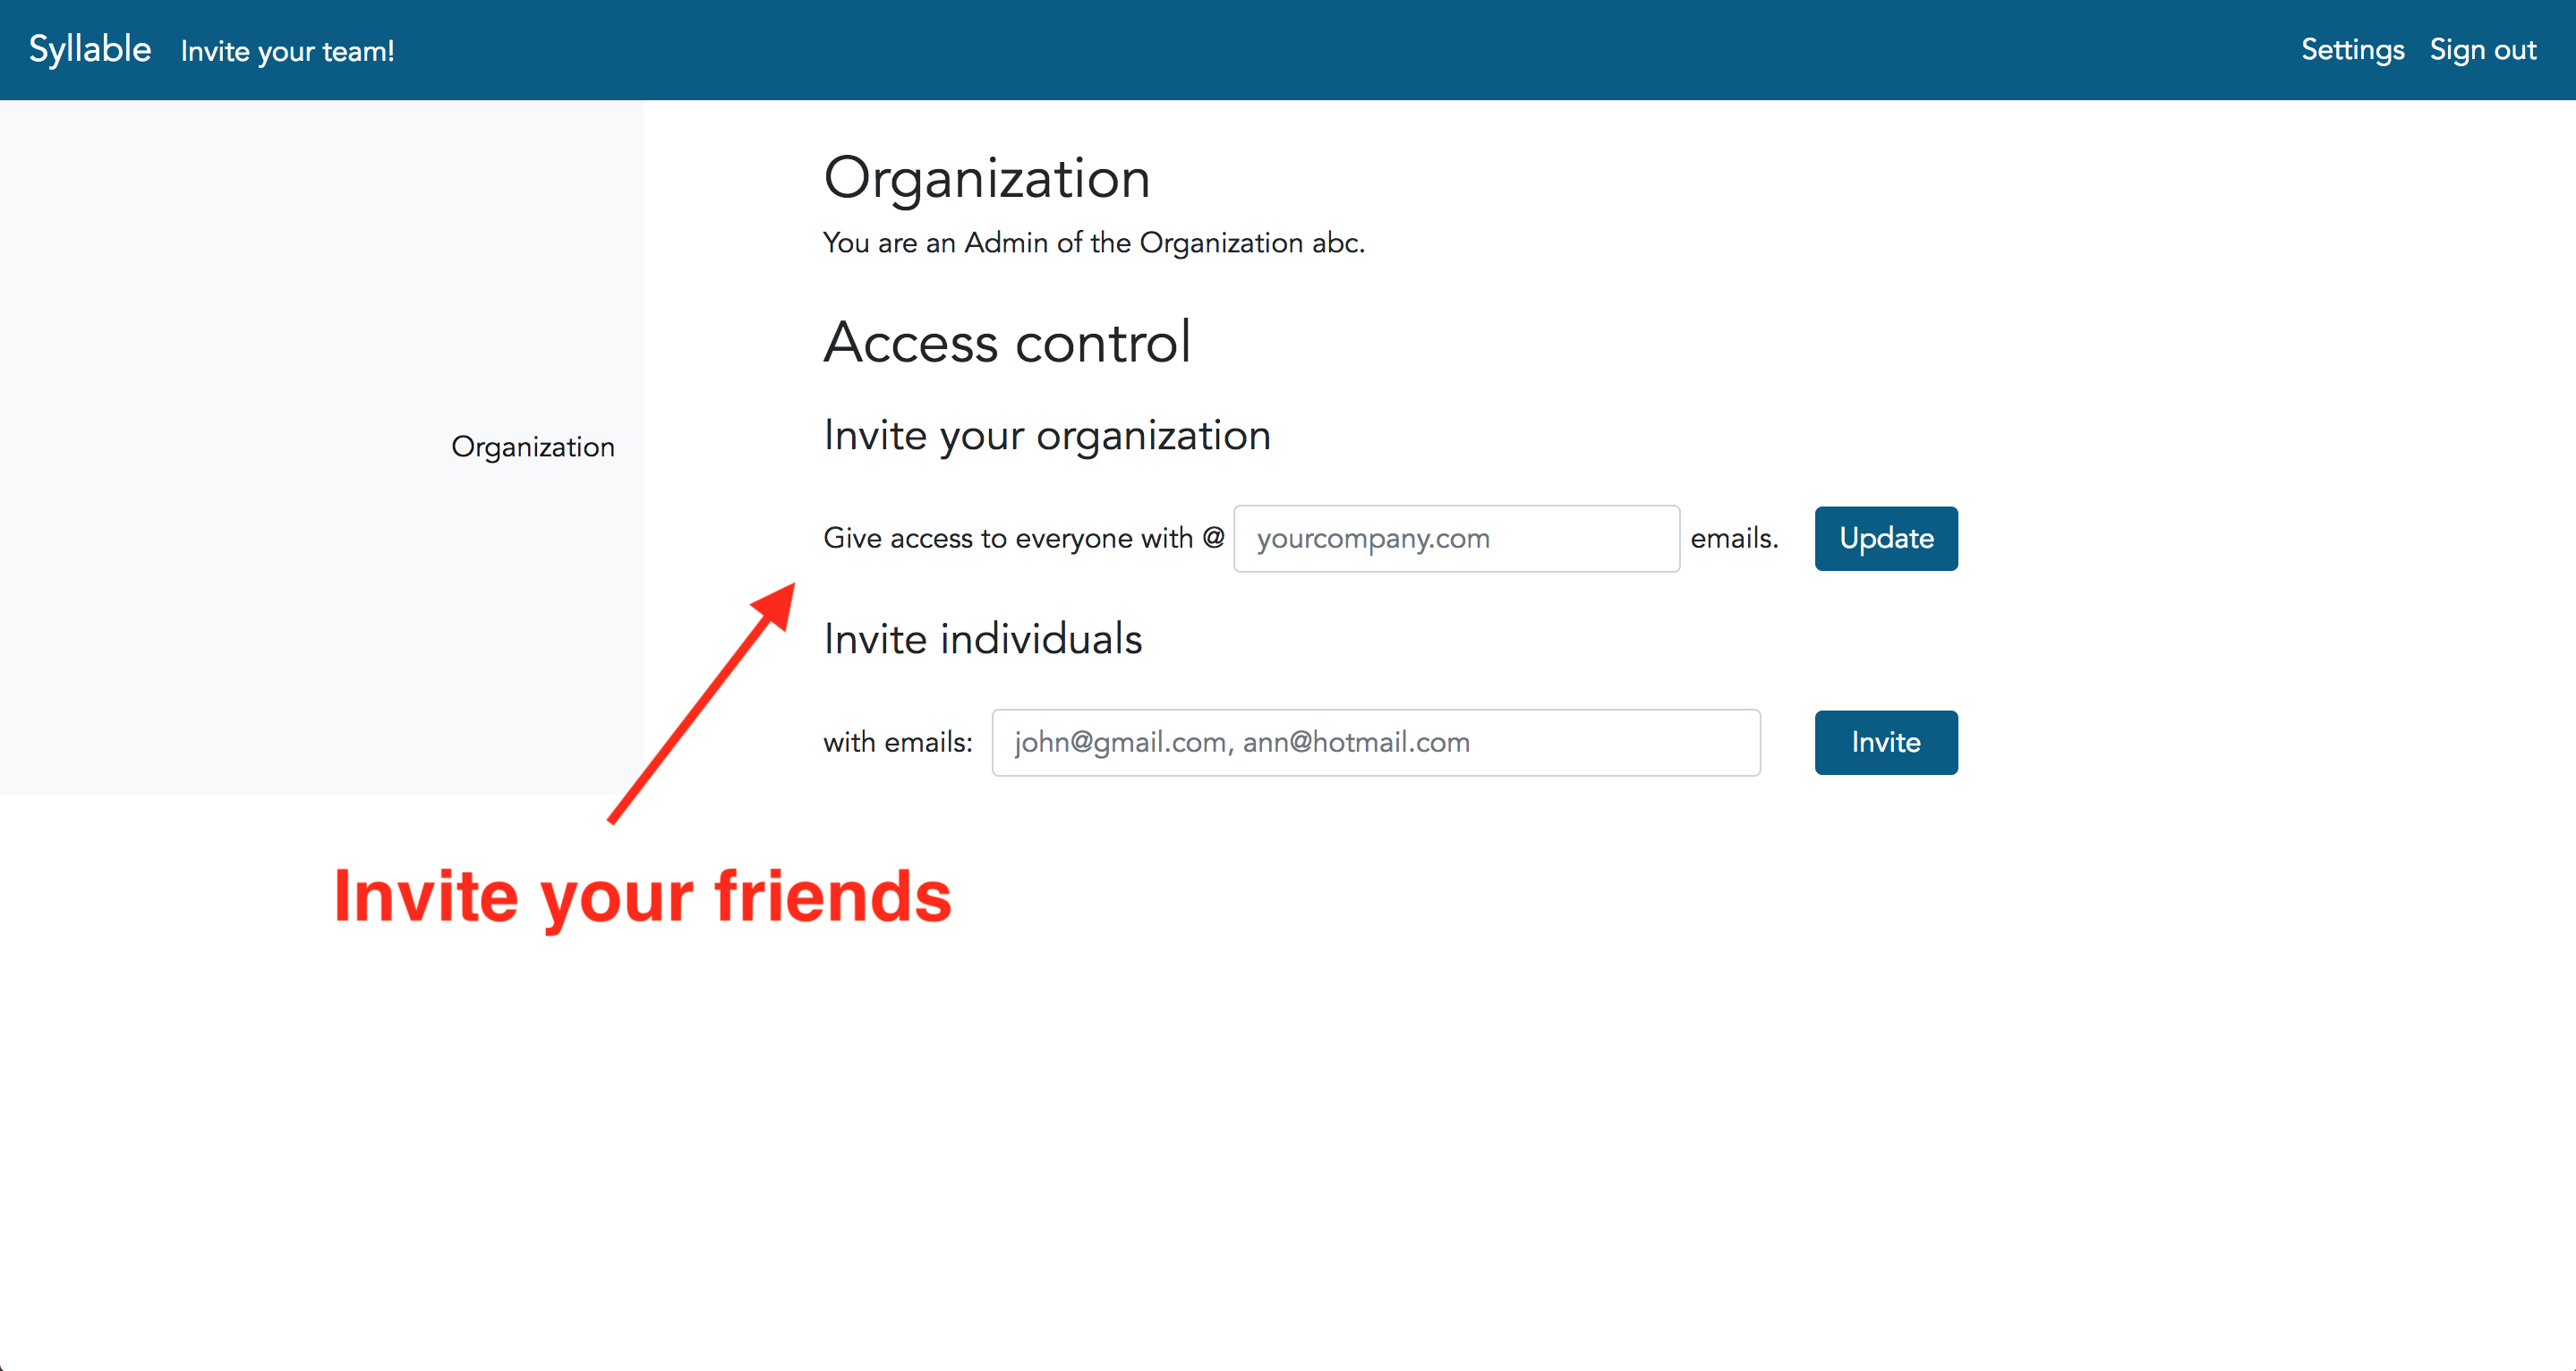 Syllable Invite your team! Settings Sign out
Organization
You are an Admin of the Organization abc.
Access control
Invite your organization
Organization
Give access to everyone with @ yourcompany.com emails. Update
Invite individuals
with emails: john@gmail.com, ann@hotmail.com Invite
Invite your friends